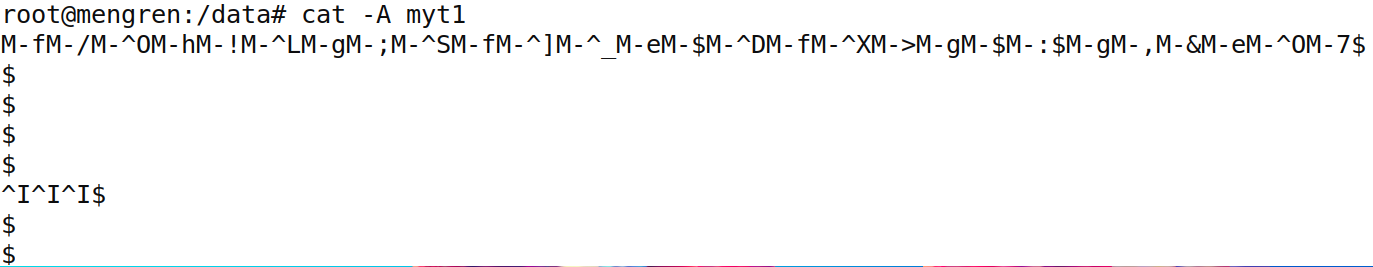 root@mengren:/data# cat -A myt1
M-fM-/M-^OM-hM-!M-^LM-gM-;M-^SM-fM-^]M-^_M-eM-$M-^DM-fM-^XM->M-gM-$M-:$M-gM-,M-&M-eM-^OM-7$
$
$
$
$
^I^I^I$
$
$